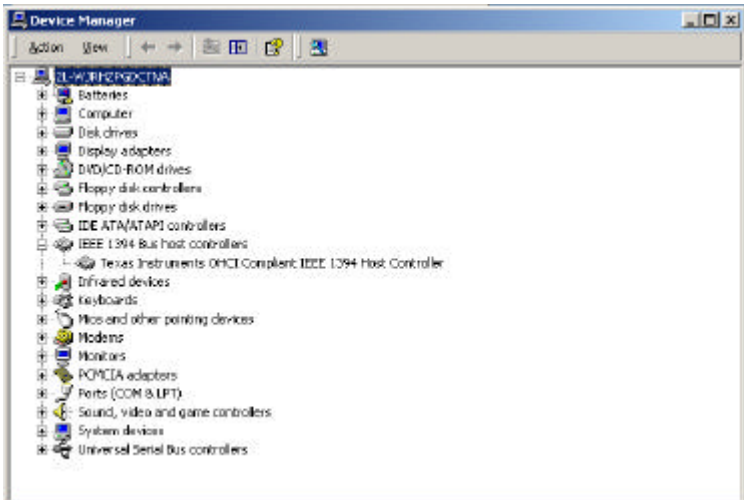 Device Manager
Action View
Batteries
Computer
Disk drives
Display adapters
DVD/CD-ROM drives
Floppy disk controllers
Floppy disk drives
IDE ATA/ATAPI controllers
IEEE 1394 Bus host controllers
Texas Instruments OHCI Compliant IEEE 1394 Host Controller
Infrared devices
Keyboards
Mice and other pointing devices
Modems
Monitors
PCMCIA adapters
Ports (COM & LPT)
Sound, video and game controllers
System devices
Universal Serial Bus controllers